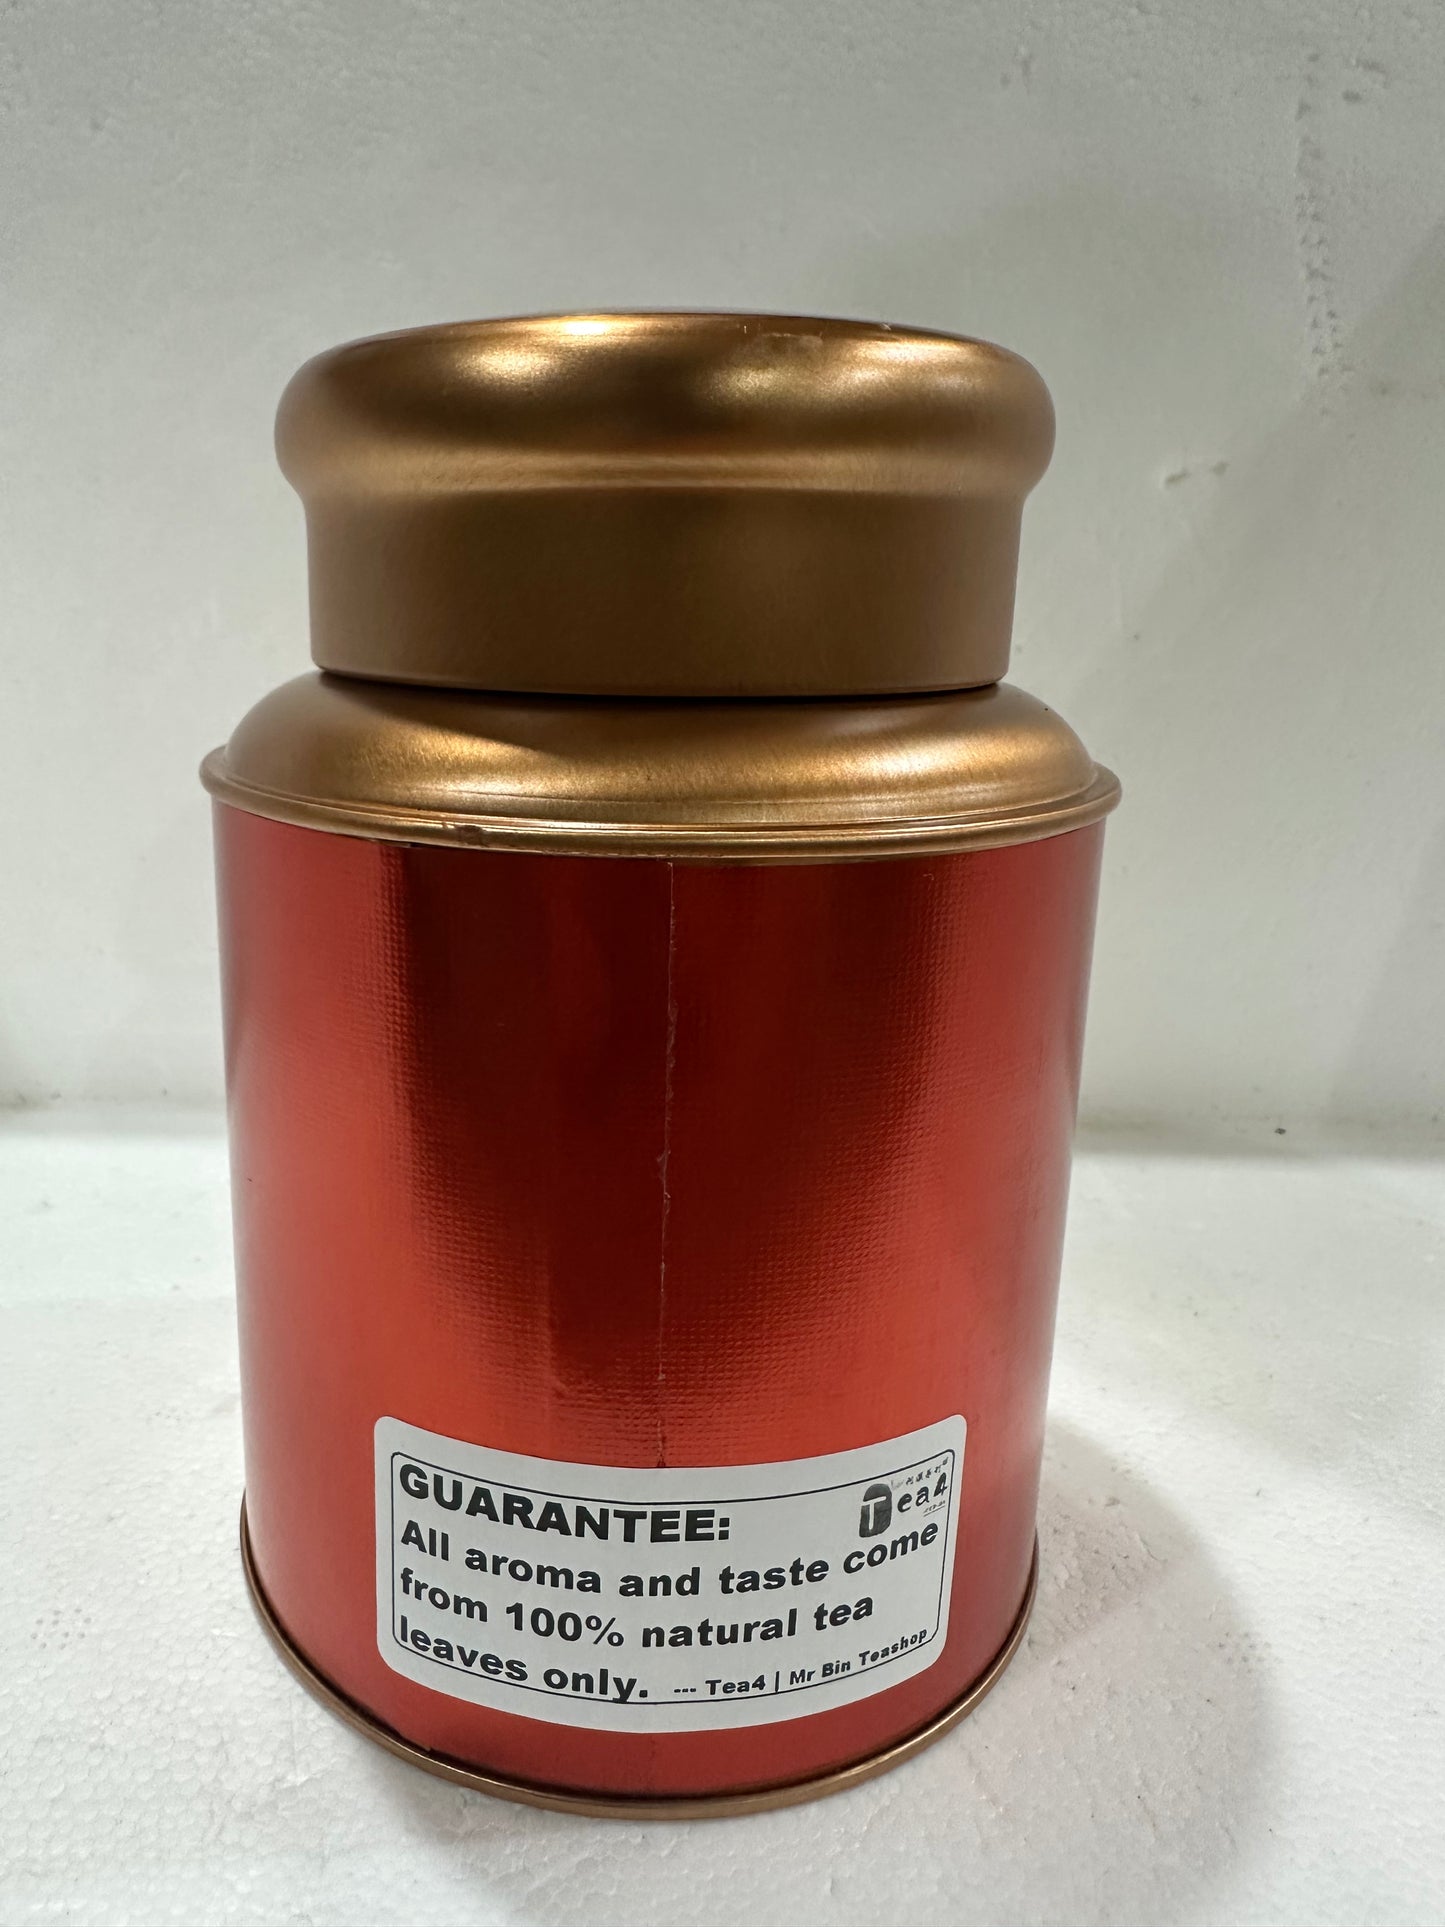 GUARANTEE:
Tea4
All aroma and taste come
from 100% natural tea
leaves only. --- Tea4 | Mr Bin Teashop